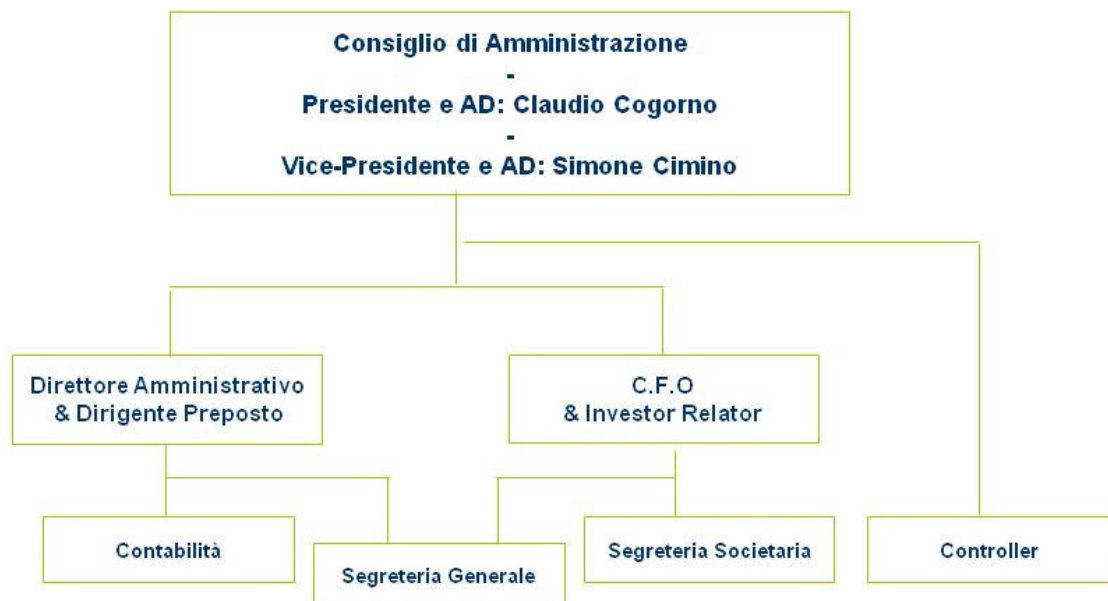 Consiglio di Amministrazione
-
Presidente e AD: Claudio Cogorno
-
Vice-Presidente e AD: Simone Cimino
Direttore Amministrativo
& Dirigente Preposto
C.F.O
& Investor Relator
Contabilità
Segreteria Generale
Segreteria Societaria
Controller